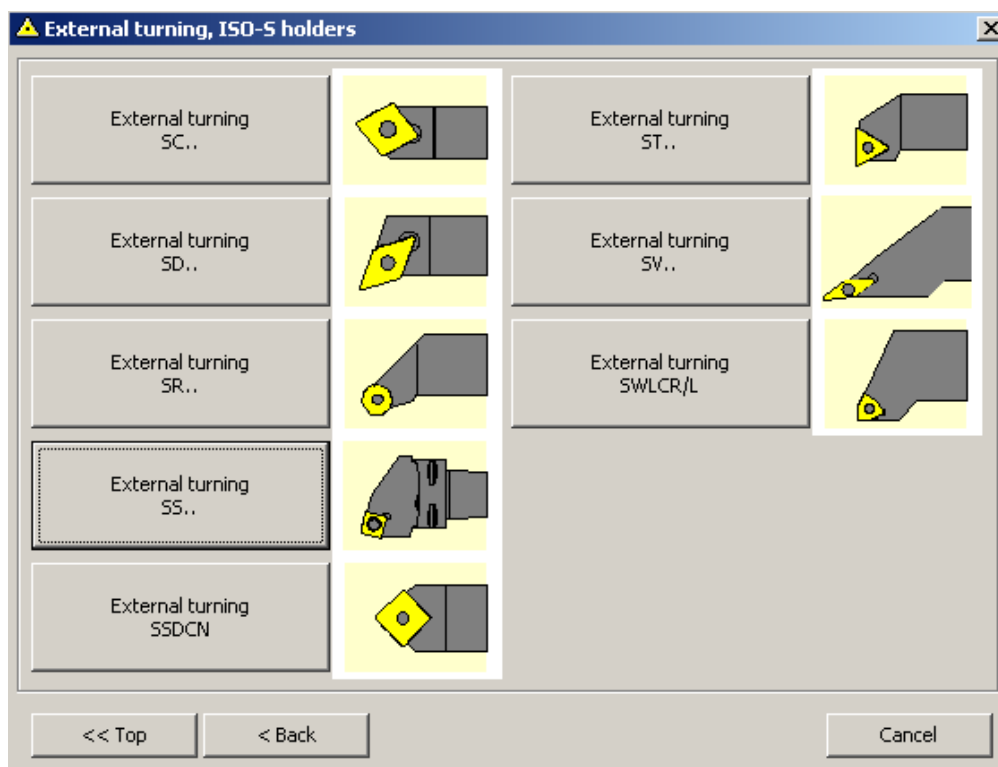 External turning, ISO-S holders
External turning
SC..
External turning
ST..
External turning
SD..
External turning
SV..
External turning
SR..
External turning
SWLCR/L
External turning
SS..
External turning
SSDCN
<< Top
< Back
Cancel